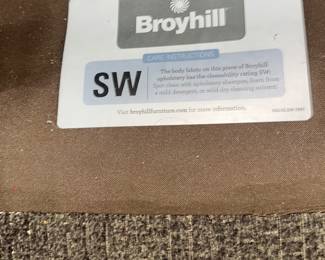 Broyhill
CARE INSTRUCTIONS
SW
The body fabric on this piece of Broyhill
upholstery has the cleanability rating SW:
Spot clean with upholstery shampoo, foam from
a mild detergent, or mild dry cleaning solvent.
Visit broyhillfurniture.com for more information.